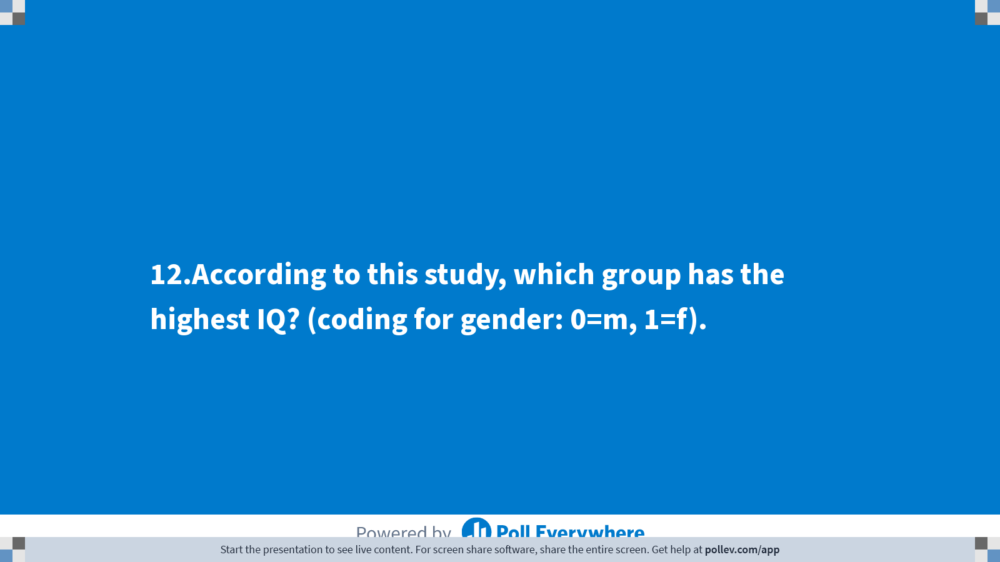 12.According to this study, which group has the
highest IQ? (coding for gender: 0=m, 1=f).
Powered by Poll Everywhere
Start the presentation to see live content. For screen share software, share the entire screen. Get help at pollev.com/app